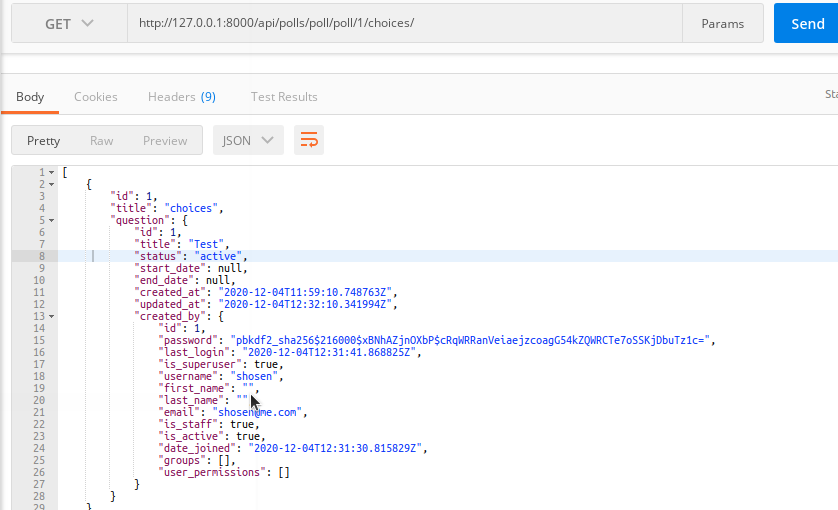 GET http://127.0.0.1:8000/api/polls/poll/poll/1/choices/ Params Send
Body Cookies Headers (9) Test Results Sta
Pretty Raw Preview JSON
1 [
2 {
3 "id": 1,
4 "title": "choices",
5 "question": {
6 "id": 1,
7 "title": "Test",
8 "status": "active",
9 "start_date": null,
10 "end_date": null,
11 "created_at": "2020-12-04T11:59:10.748763Z",
12 "updated_at": "2020-12-04T12:32:10.341994Z",
13 "created_by": {
14 "id": 1,
15 "password": "pbkdf2_sha256$216000$xBNhAZjnOXbP$cRqWRRanVeiaejzcoagG54kZQWRCTe7oSSKjDbuTz1c=",
16 "last_login": "2020-12-04T12:31:41.868825Z",
17 "is_superuser": true,
18 "username": "shosen",
19 "first_name": "",
20 "last_name": ""
21 "email": "shosen@me.com",
22 "is_staff": true,
23 "is_active": true,
24 "date_joined": "2020-12-04T12:31:30.815829Z",
25 "groups": [],
26 "user_permissions": []
27 }
28 }
29 }